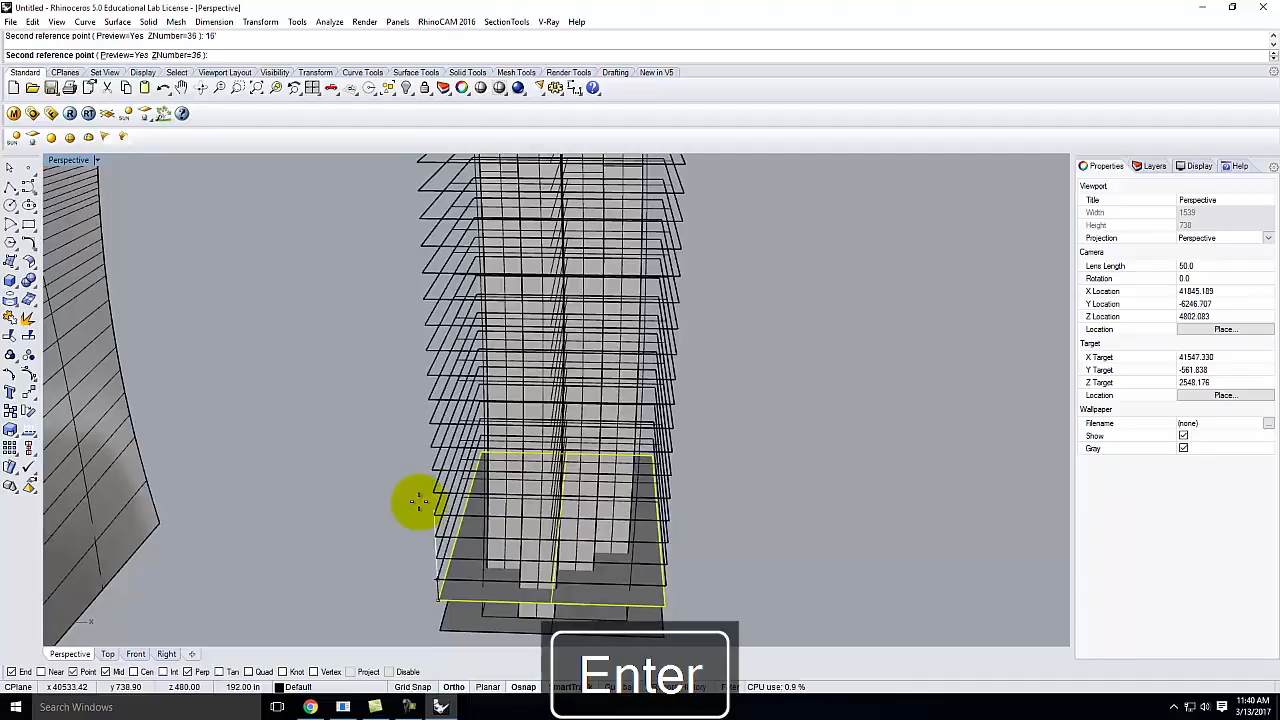 Untitled - Rhinoceros 5.0 Educational Lab License - [Perspective]
File Edit View Curve Surface Solid Mesh Dimension Transform Tools Analyze Render Panels RhinoCAM 2016 SectionTools V-Ray Help
Second reference point ( Preview=Yes ZNumber=36 ): 16'
Second reference point ( Preview=Yes ZNumber=36 ):
Standard CPlanes Set View Display Select Viewport Layout Visibility Transform Curve Tools Surface Tools Solid Tools Mesh Tools Render Tools Drafting New in V5
Perspective
Properties Layers Display Help
Viewport
Title Perspective
Width 1539
Height 738
Projection Perspective
Camera
Lens Length 50.0
Rotation 0.0
X Location 41845.189
Y Location -6246.707
Z Location 4802.083
Location Place...
Target
X Target 41547.330
Y Target -561.838
Z Target 2548.176
Location Place...
Wallpaper
Filename (none) ...
Show
Gray
x
Enter
Perspective Top Front Right
End Near Point Mid Cen Int Perp Tan Quad Knot Vertex Project Disable
CPlane x 40533.42 y 738.90 z 480.00 192.00 in Default Grid Snap Ortho Planar Osnap CPU use: 0.9 %
Search Windows
11:40 AM
3/13/2017